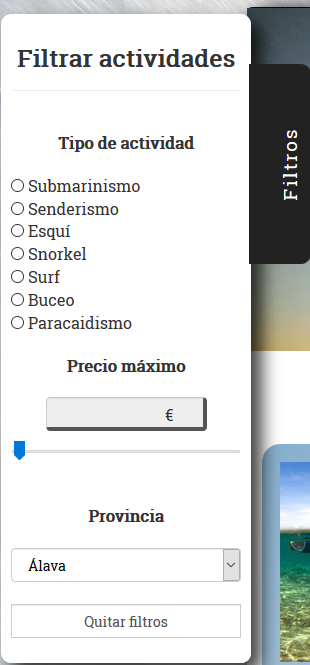 Filtrar actividades
Filtros
Tipo de actividad
Submarinismo
Senderismo
Esquí
Snorkel
Surf
Buceo
Paracaidismo
Precio máximo
€
Provincia
Álava
Quitar filtros